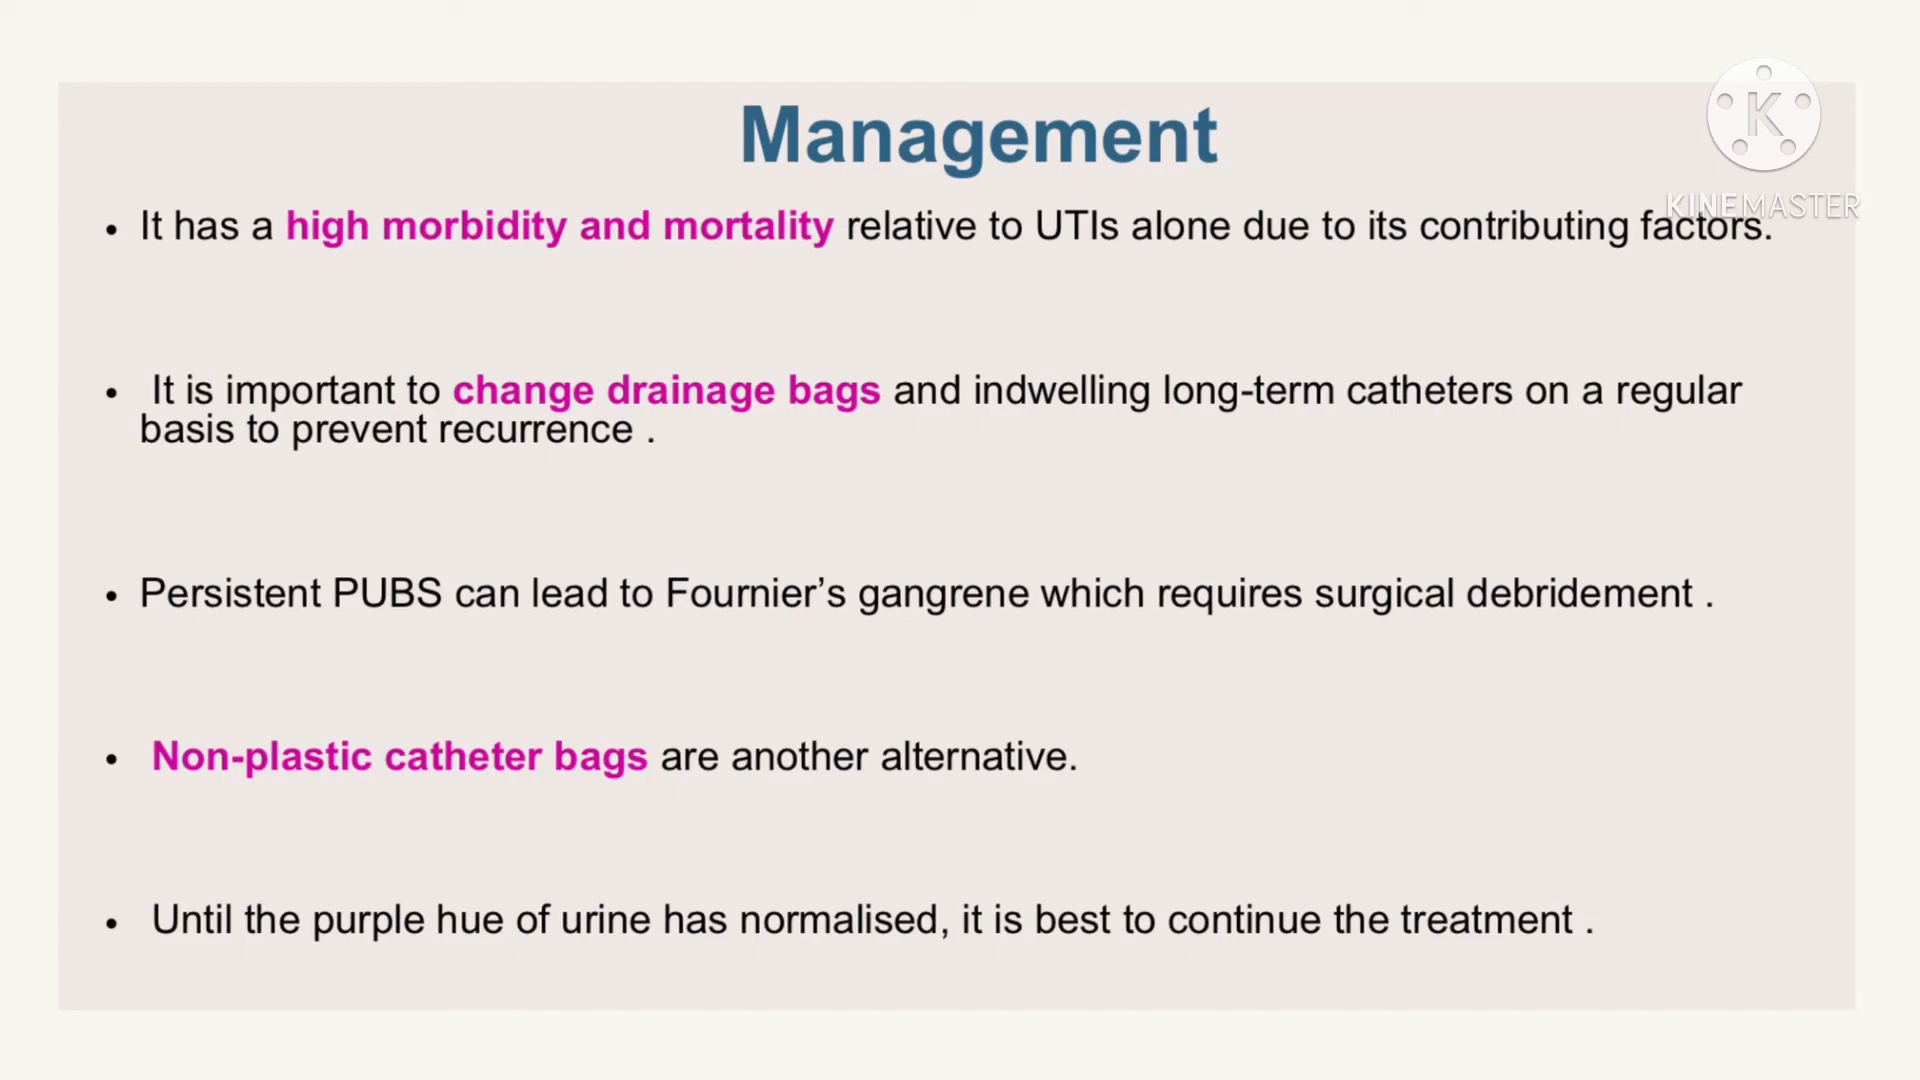 Management
K
KINEMASTER
• It has a high morbidity and mortality relative to UTIs alone due to its contributing factors.
• It is important to change drainage bags and indwelling long-term catheters on a regular
basis to prevent recurrence .
• Persistent PUBS can lead to Fournier’s gangrene which requires surgical debridement .
• Non-plastic catheter bags are another alternative.
• Until the purple hue of urine has normalised, it is best to continue the treatment .